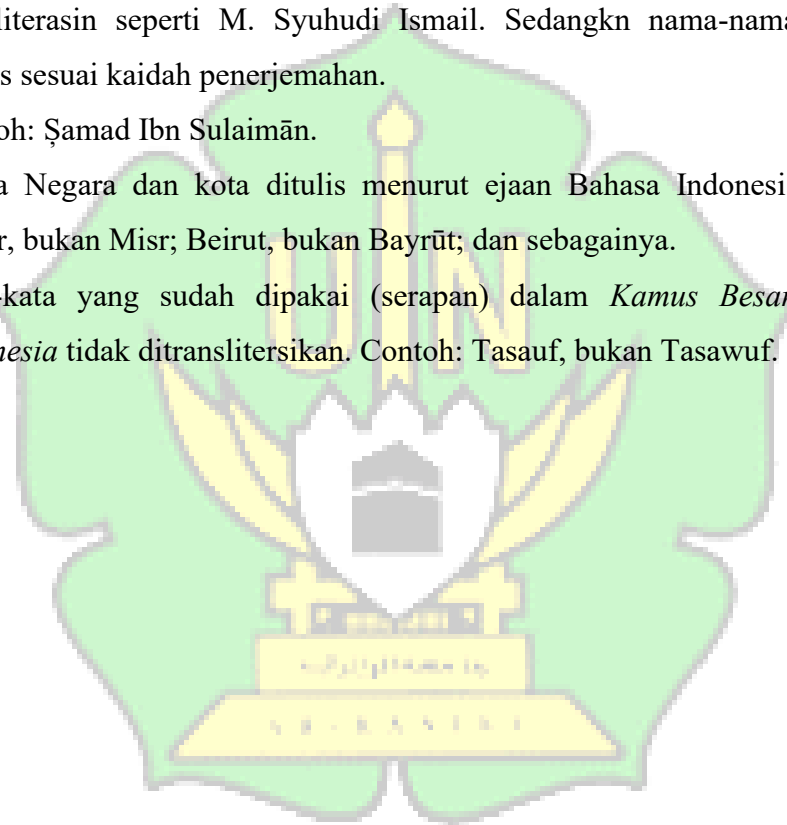 literasin seperti M. Syuhudi Ismail. Sedangkn nama-nama
s sesuai kaidah penerjemahan.
oh: Ṣamad Ibn Sulaimān.
a Negara dan kota ditulis menurut ejaan Bahasa Indonesi
r, bukan Misr; Beirut, bukan Bayrūt; dan sebagainya.
-kata yang sudah dipakai (serapan) dalam Kamus Besar
nesia tidak ditranslitersikan. Contoh: Tasauf, bukan Tasawuf.
UIN
A R - R A N I R Y